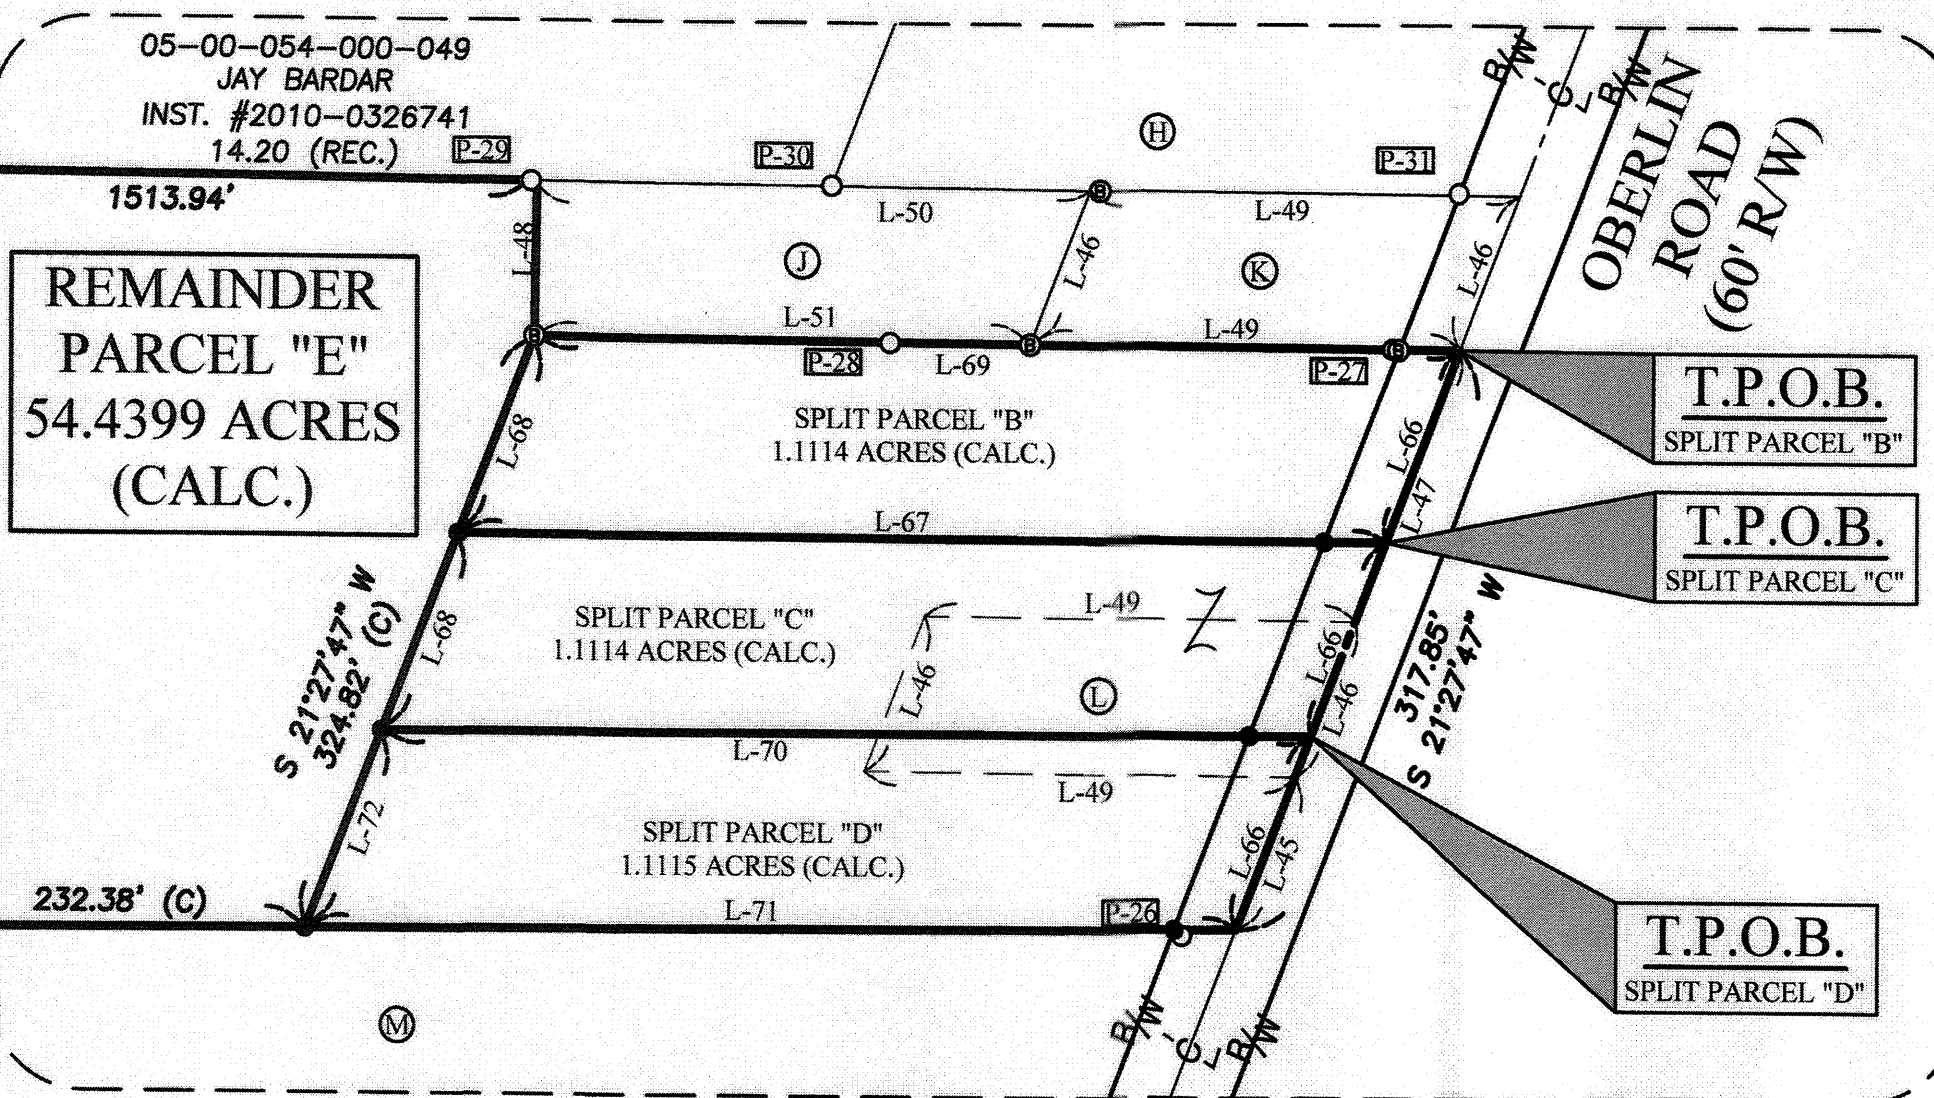 05-00-054-000-049
JAY BARDAR
INST. #2010-0326741
14.20 (REC.)
P-29
P-30
H
P-31
R/W
C
L
R/W
OBERLIN
ROAD
(60' R/W)
1513.94'
L-50
B
L-49
L-48
J
L-46
K
L-46
REMAINDER
PARCEL "E"
54.4399 ACRES
(CALC.)
B
L-51
P-28
L-69
B
L-49
B
P-27
T.P.O.B.
SPLIT PARCEL "B"
L-68
SPLIT PARCEL "B"
1.1114 ACRES (CALC.)
L-66
L-47
L-67
T.P.O.B.
SPLIT PARCEL "C"
S 21°27'47" W
324.82' (C)
L-68
SPLIT PARCEL "C"
1.1114 ACRES (CALC.)
L-49
Z
L-46
L
L-66
L-46
317.85'
S 21°27'47" W
L-70
L-49
L-72
SPLIT PARCEL "D"
1.1115 ACRES (CALC.)
L-66
L-45
232.38' (C)
L-71
P-26
T.P.O.B.
SPLIT PARCEL "D"
M
R/W
C
L
R/W